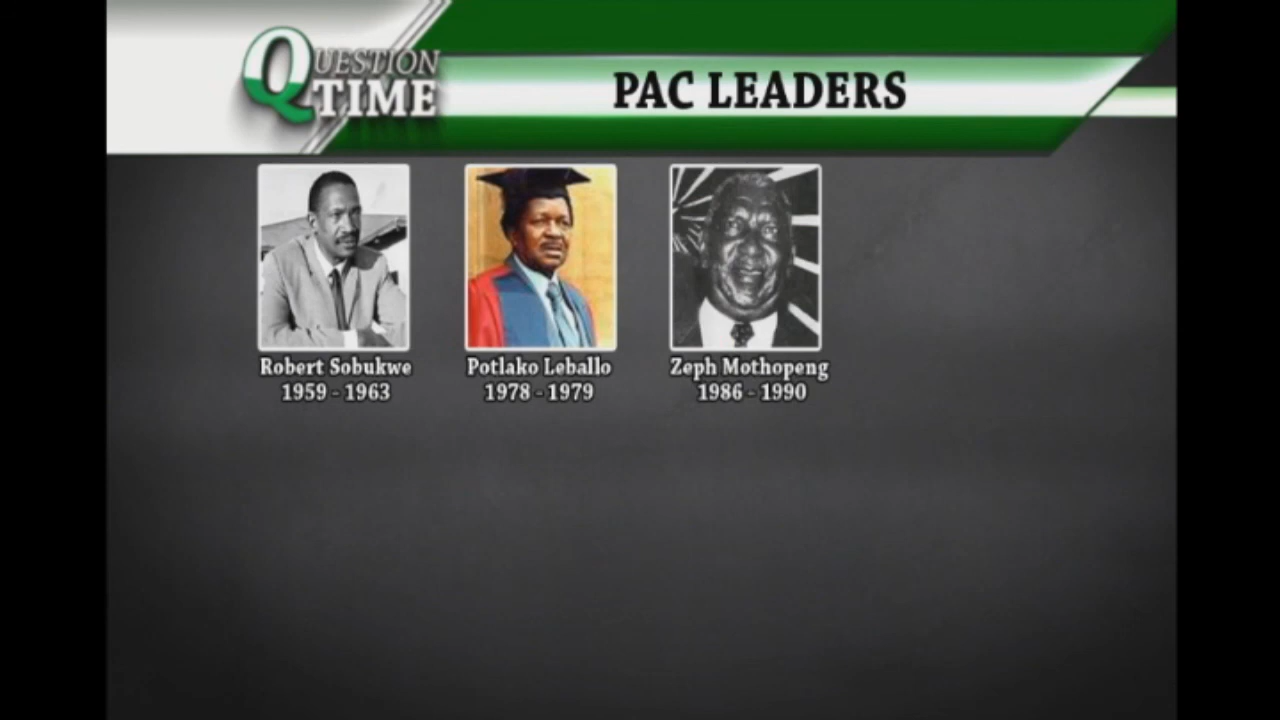 QUESTION
TIME
PAC LEADERS
Robert Sobukwe
1959 - 1963
Potlako Leballo
1978 - 1979
Zeph Mothopeng
1986 - 1990